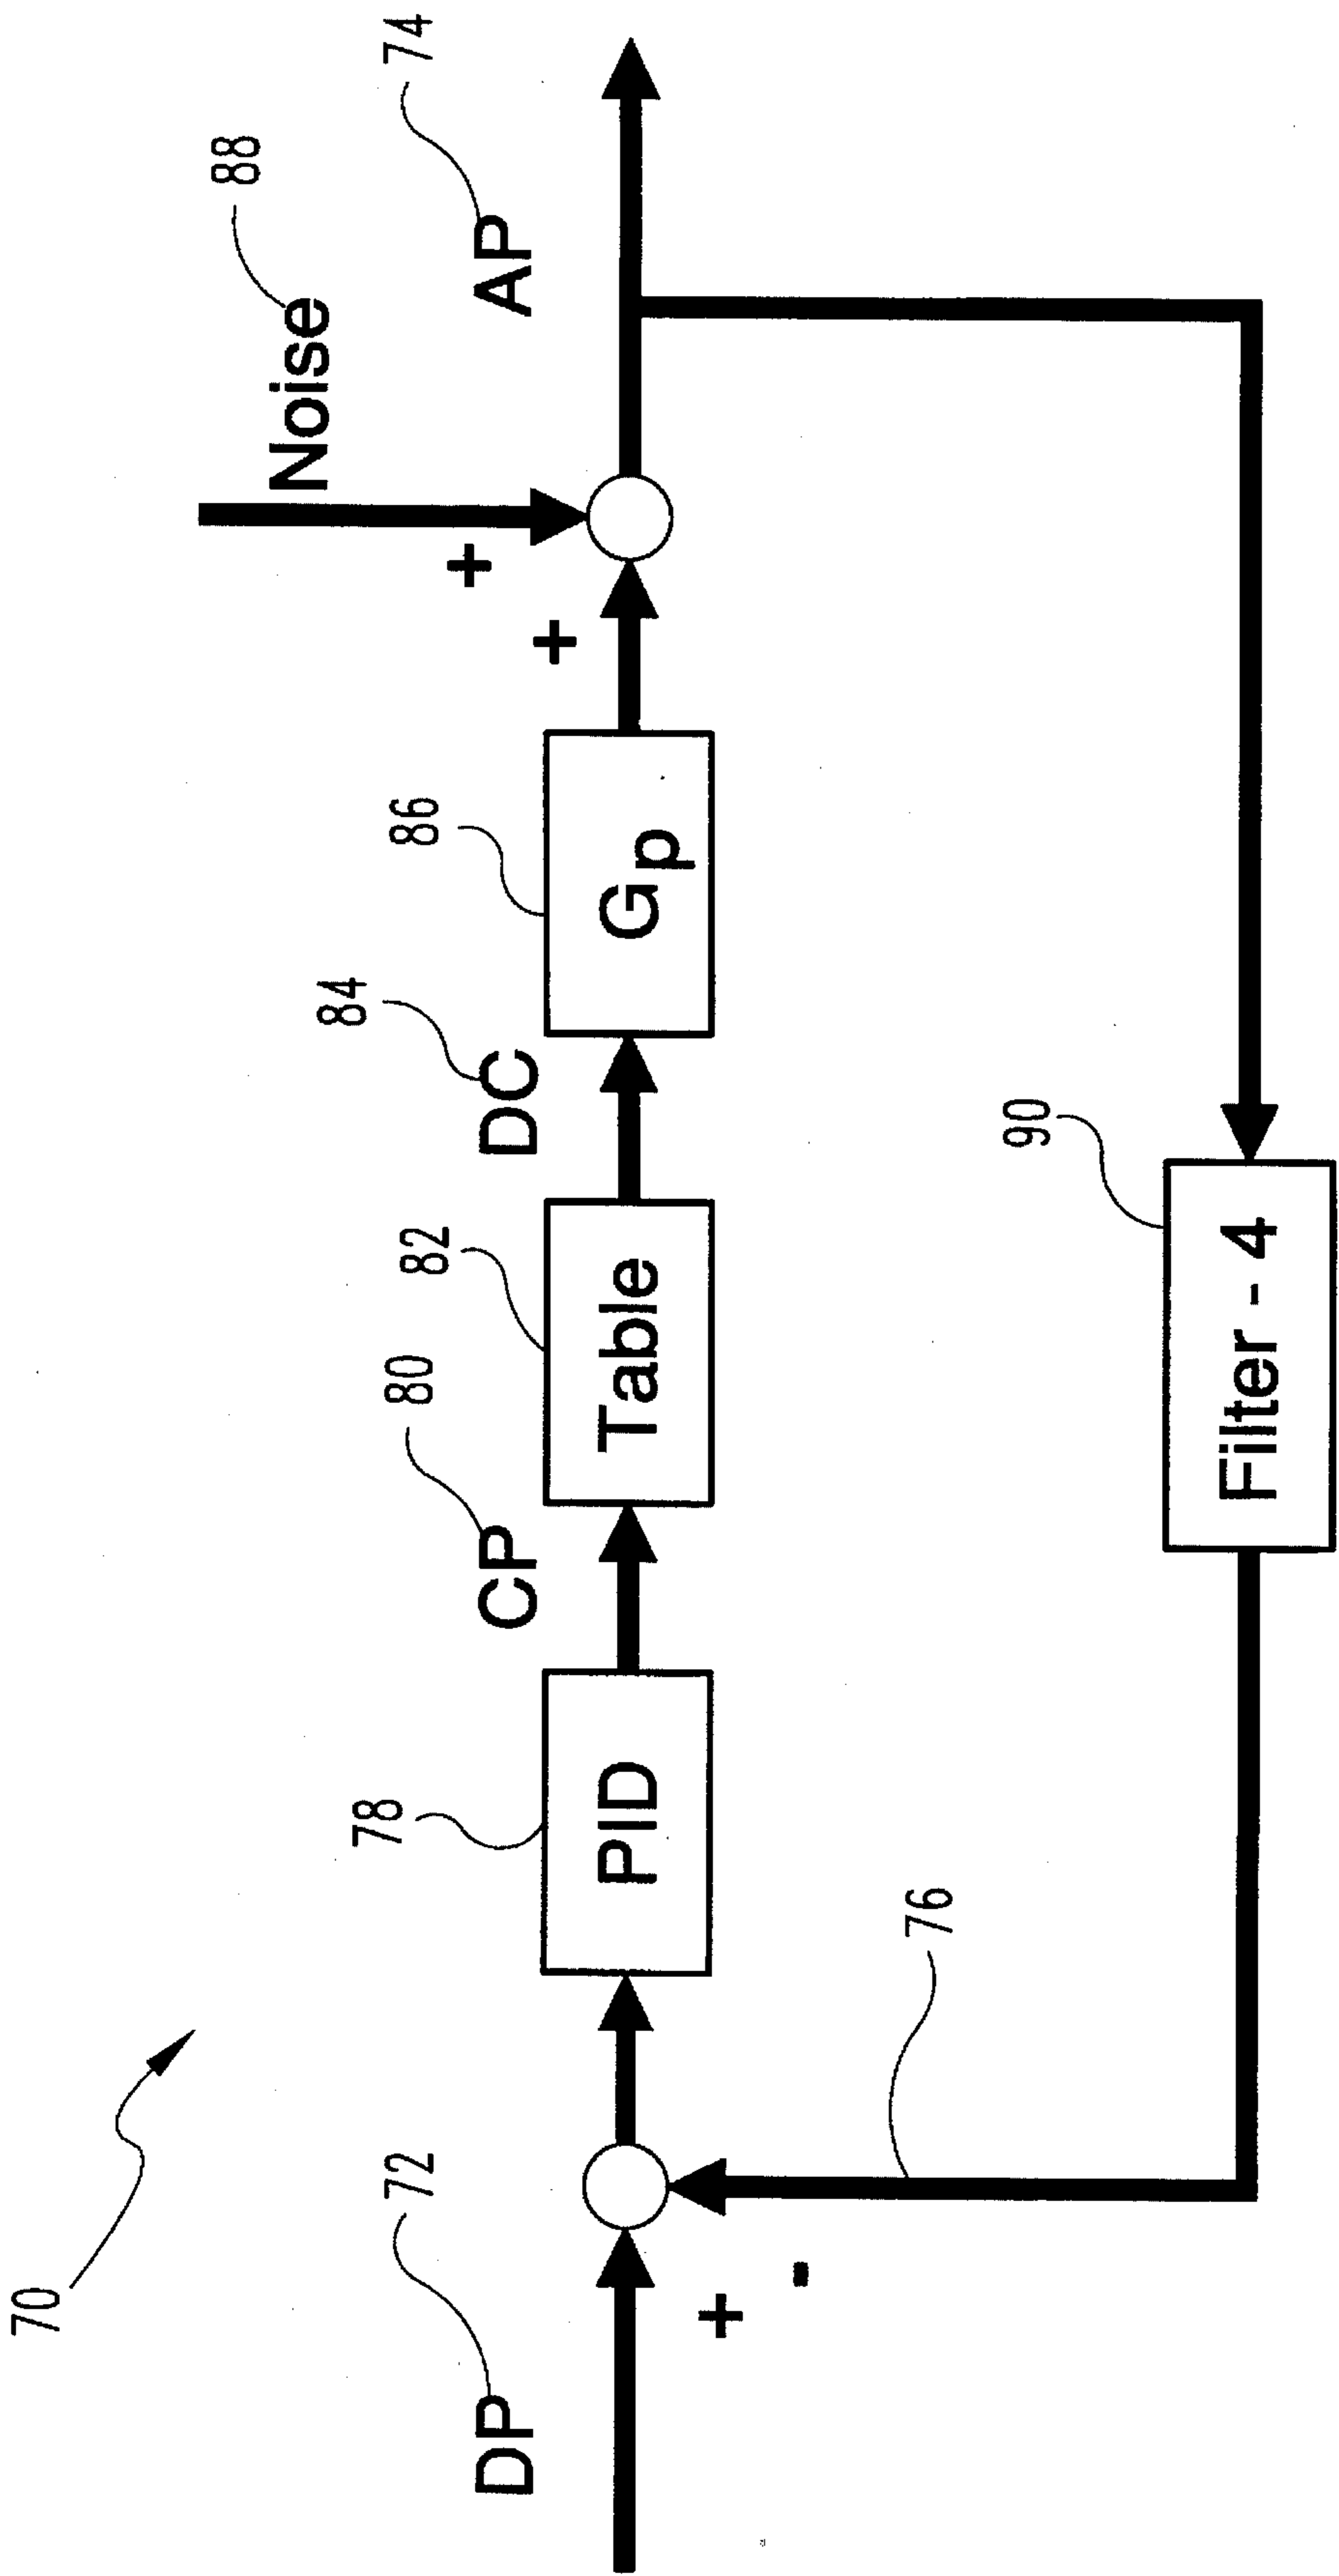 70
DP
72
+
-
76
PID
78
CP
80
Table
82
DC
84
Gp
86
+
+
Noise
88
AP
74
Filter - 4
90